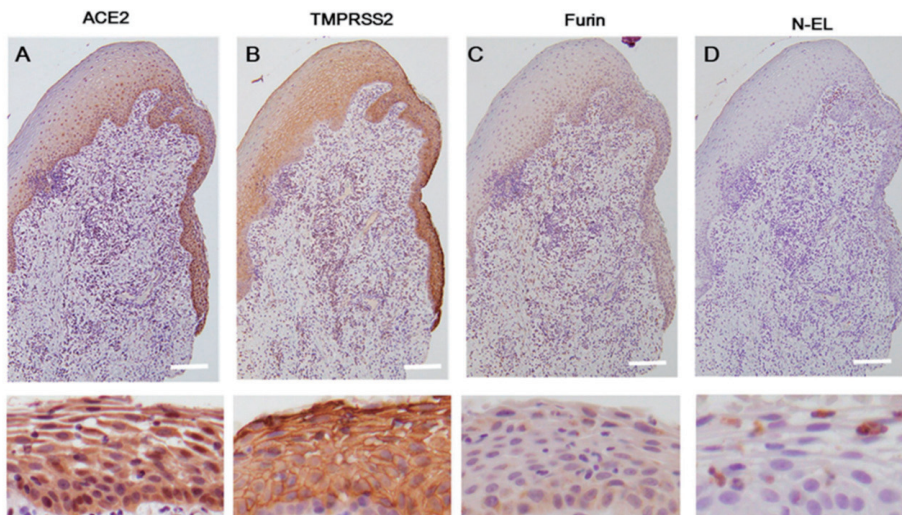 ACE2
TMPRSS2
Furin
N-EL
A
B
C
D